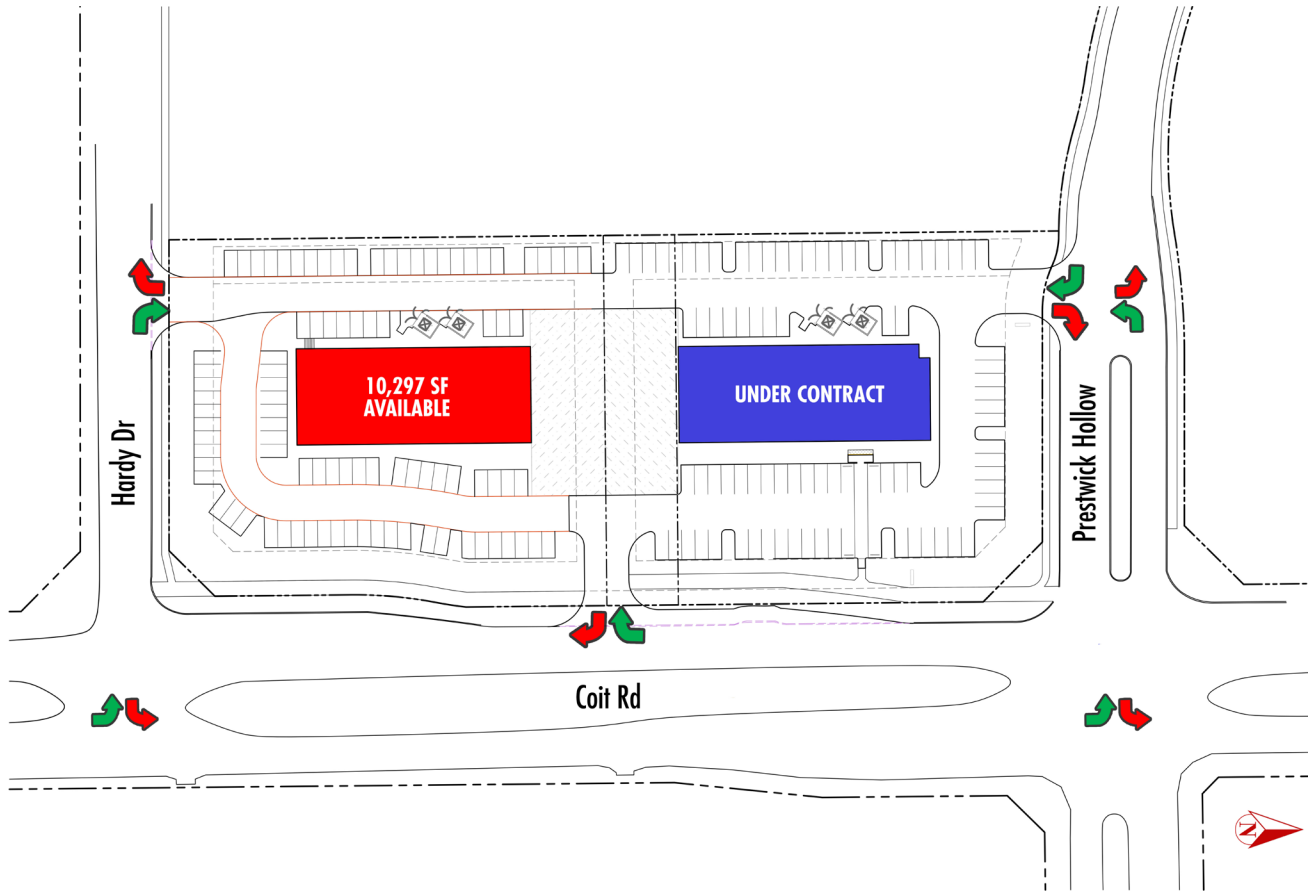 10,297 SF
AVAILABLE
UNDER CONTRACT
Hardy Dr
Prestwick Hollow
Coit Rd
N